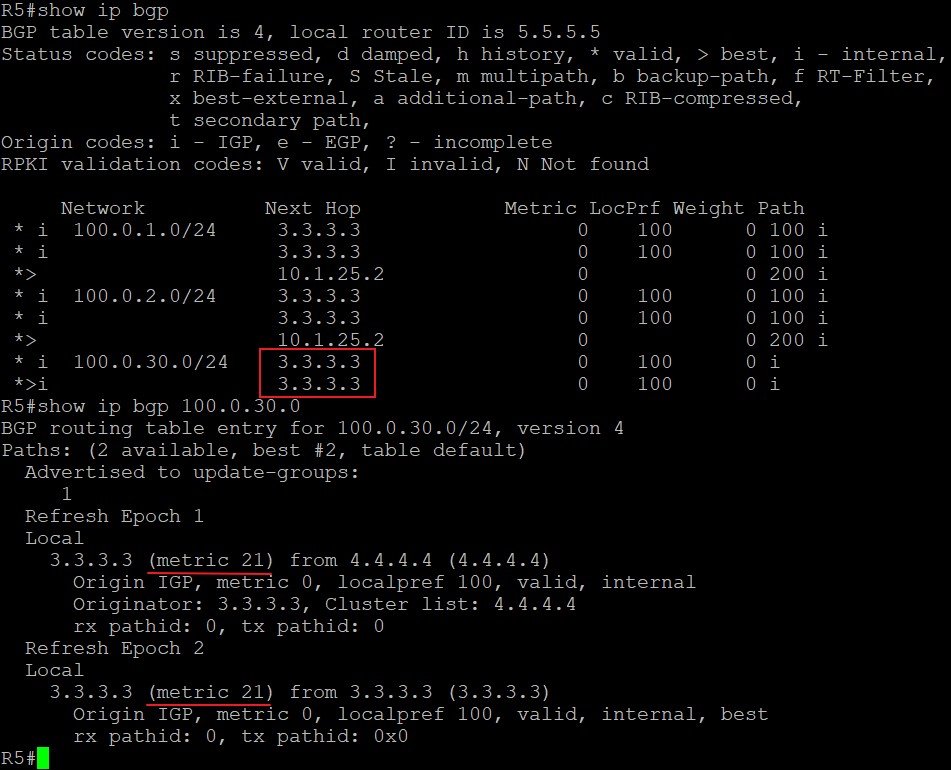 R5#show ip bgp
BGP table version is 4, local router ID is 5.5.5.5
Status codes: s suppressed, d damped, h history, * valid, > best, i - internal,
              r RIB-failure, S Stale, m multipath, b backup-path, f RT-Filter,
              x best-external, a additional-path, c RIB-compressed,
              t secondary path,
Origin codes: i - IGP, e - EGP, ? - incomplete
RPKI validation codes: V valid, I invalid, N Not found

     Network          Next Hop            Metric LocPrf Weight Path
 * i  100.0.1.0/24     3.3.3.3                  0    100      0 100 i
 * i                   3.3.3.3                  0    100      0 100 i
 *>                    10.1.25.2                0             0 200 i
 * i  100.0.2.0/24     3.3.3.3                  0    100      0 100 i
 * i                   3.3.3.3                  0    100      0 100 i
 *>                    10.1.25.2                0             0 200 i
 * i  100.0.30.0/24    3.3.3.3                  0    100      0 i
 *>i                   3.3.3.3                  0    100      0 i
R5#show ip bgp 100.0.30.0
BGP routing table entry for 100.0.30.0/24, version 4
Paths: (2 available, best #2, table default)
  Advertised to update-groups:
     1
  Refresh Epoch 1
  Local
    3.3.3.3 (metric 21) from 4.4.4.4 (4.4.4.4)
      Origin IGP, metric 0, localpref 100, valid, internal
      Originator: 3.3.3.3, Cluster list: 4.4.4.4
      rx pathid: 0, tx pathid: 0
  Refresh Epoch 2
  Local
    3.3.3.3 (metric 21) from 3.3.3.3 (3.3.3.3)
      Origin IGP, metric 0, localpref 100, valid, internal, best
      rx pathid: 0, tx pathid: 0x0
R5#